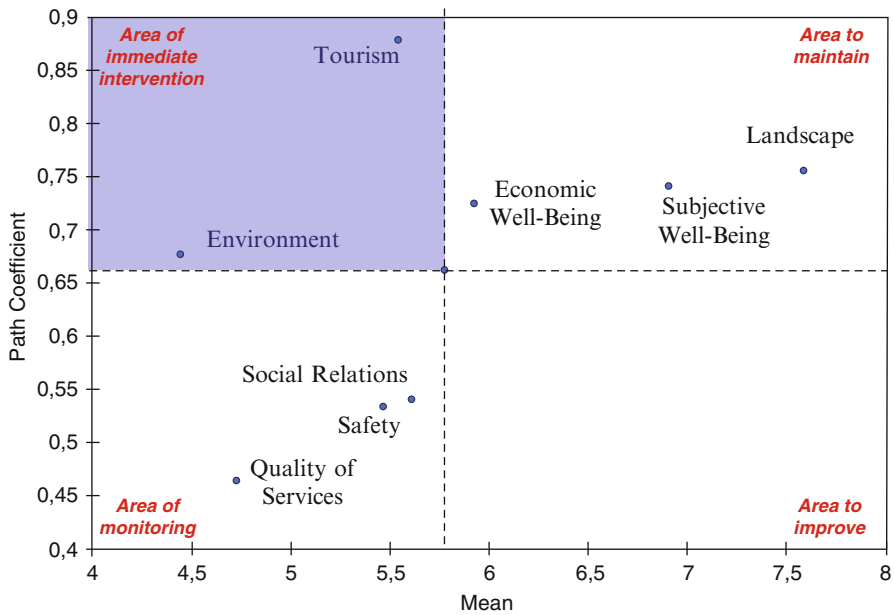 Path Coefficient
0,9
0,85
0,8
0,75
0,7
0,65
0,6
0,55
0,5
0,45
0,4
Area of
immediate
intervention
Tourism
Area to
maintain
Landscape
Economic
Well-Being
Subjective
Well-Being
Environment
Social Relations
Safety
Quality of
Services
Area of
monitoring
Area to
improve
4
4,5
5
5,5
6
6,5
7
7,5
8
Mean